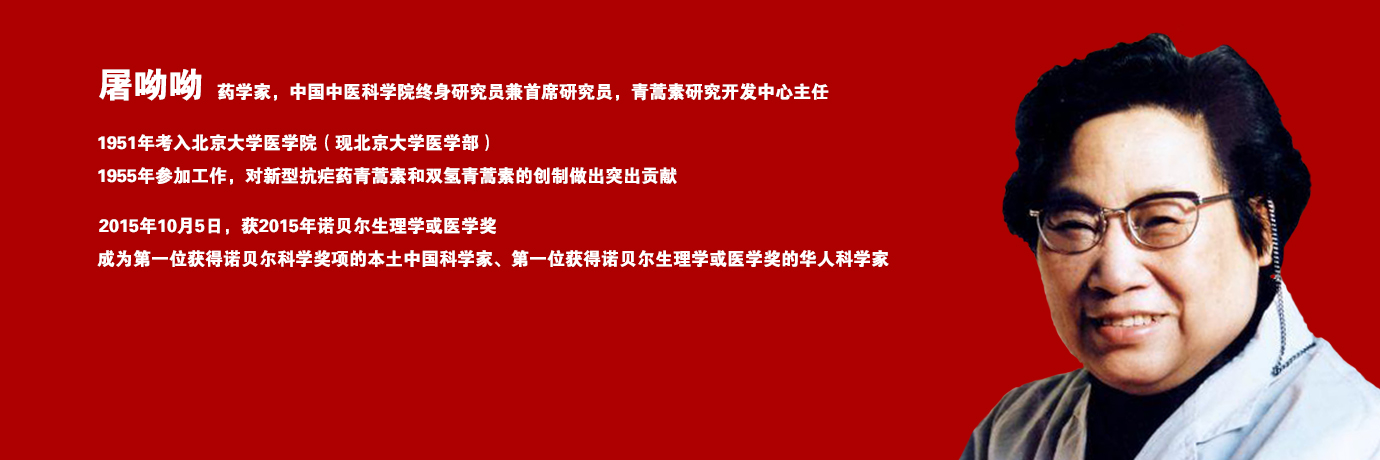 屠呦呦 药学家，中国中医科学院终身研究员兼首席研究员，青蒿素研究开发中心主任
1951年考入北京大学医学院（现北京大学医学部）
1955年参加工作，对新型抗疟药青蒿素和双氢青蒿素的创制做出突出贡献
2015年10月5日，获2015年诺贝尔生理学或医学奖
成为第一位获得诺贝尔科学奖项的本土中国科学家、第一位获得诺贝尔生理学或医学奖的华人科学家